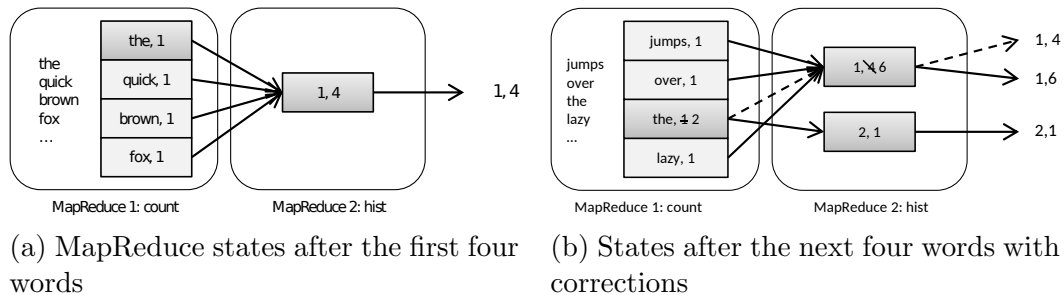 the
quick
brown
fox
...
the, 1
quick, 1
brown, 1
fox, 1
1, 4
1, 4
MapReduce 1: count
MapReduce 2: hist
(a) MapReduce states after the first four
words
jumps
over
the
lazy
...
jumps, 1
over, 1
the, 1 2
lazy, 1
1, 4 6
2, 1
1, 4
1,6
2,1
MapReduce 1: count
MapReduce 2: hist
(b) States after the next four words with
corrections